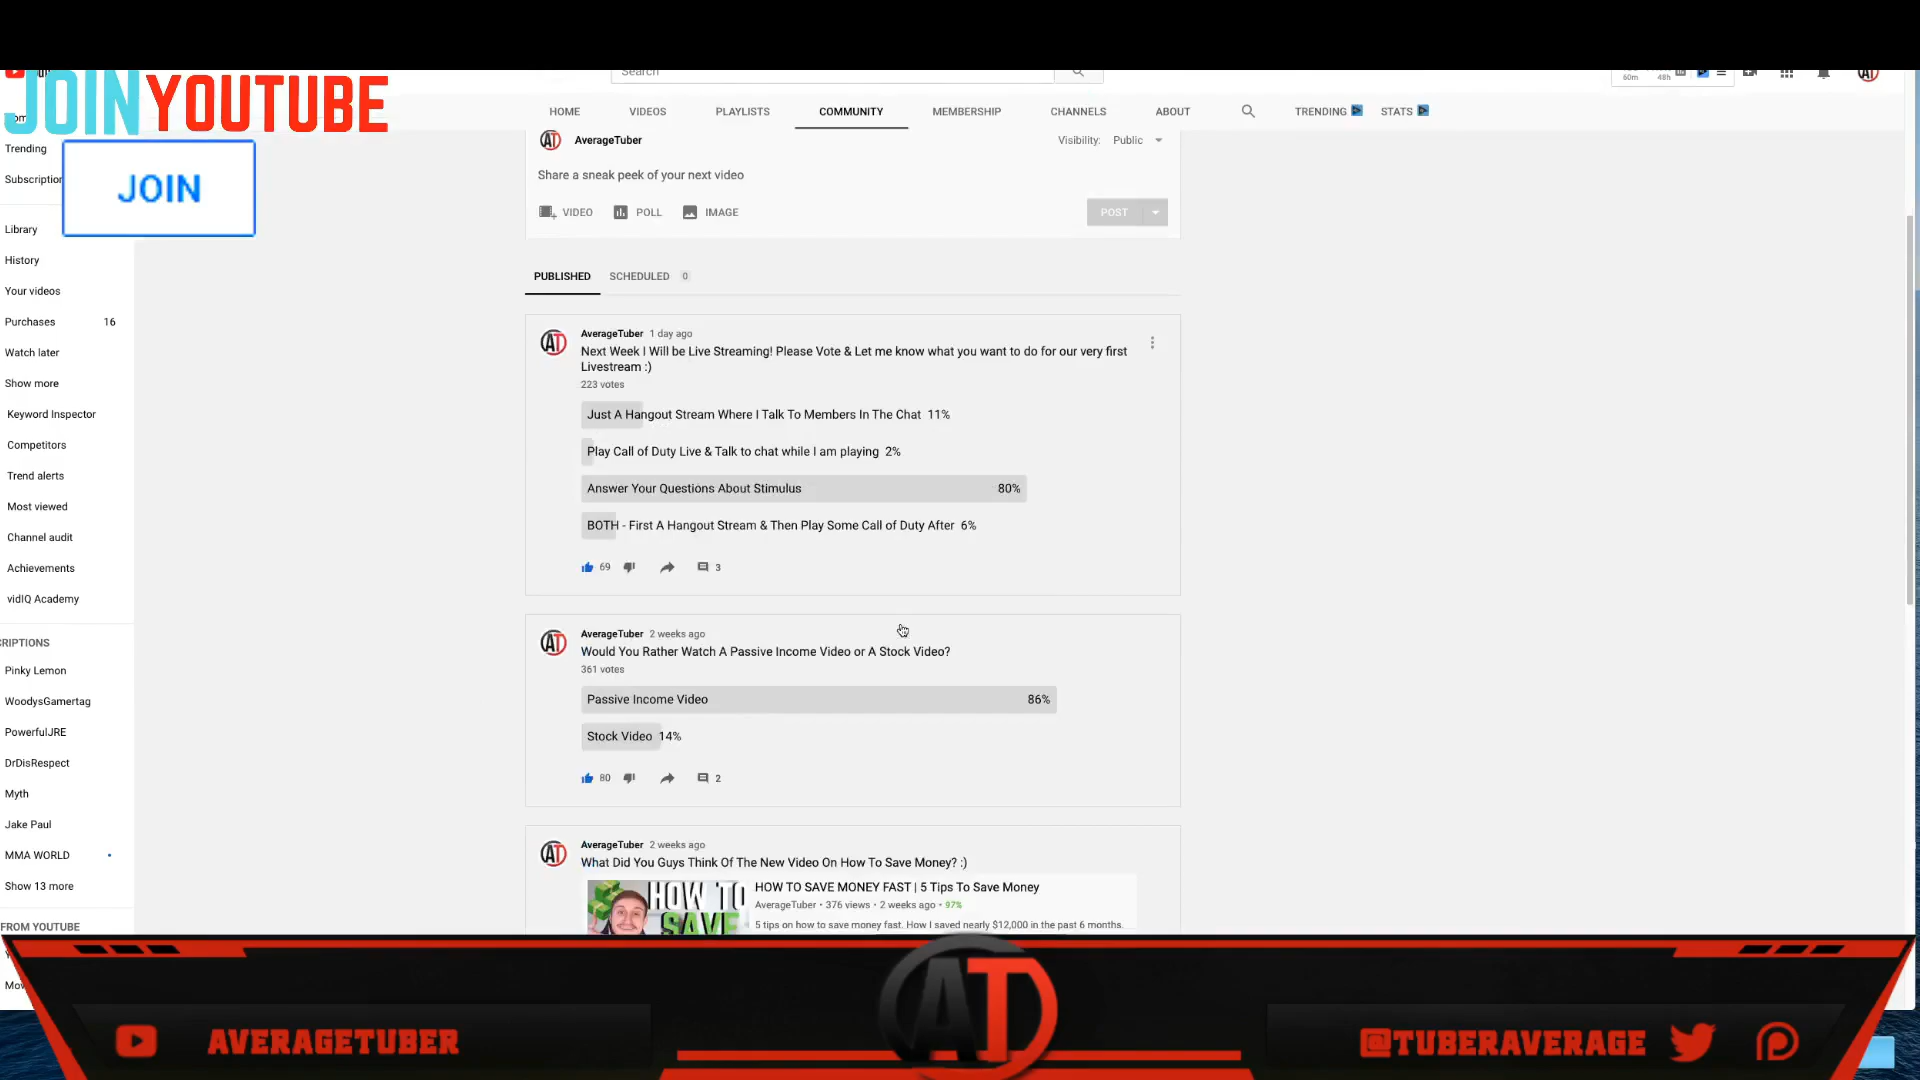 Search
60m 48h
JOINYOUTUBE
HOME VIDEOS PLAYLISTS COMMUNITY MEMBERSHIP CHANNELS ABOUT TRENDING STATS
Trending
Subscription
JOIN
Library
History
Your videos
Purchases 16
Watch later
Show more
Keyword Inspector
Competitors
Trend alerts
Most viewed
Channel audit
Achievements
vidIQ Academy
CRIPTIONS
Pinky Lemon
WoodysGamertag
PowerfulJRE
DrDisRespect
Myth
Jake Paul
MMA WORLD
Show 13 more
FROM YOUTUBE
AverageTuber Visibility: Public
Share a sneak peek of your next video
VIDEO POLL IMAGE POST
PUBLISHED SCHEDULED 0
AverageTuber 1 day ago
Next Week I Will be Live Streaming! Please Vote & Let me know what you want to do for our very first
Livestream :)
223 votes
Just A Hangout Stream Where I Talk To Members In The Chat 11%
Play Call of Duty Live & Talk to chat while I am playing 2%
Answer Your Questions About Stimulus 80%
BOTH - First A Hangout Stream & Then Play Some Call of Duty After 6%
69 3
AverageTuber 2 weeks ago
Would You Rather Watch A Passive Income Video or A Stock Video?
361 votes
Passive Income Video 86%
Stock Video 14%
80 2
AverageTuber 2 weeks ago
What Did You Guys Think Of The New Video On How To Save Money? :)
HOW TO
SAVE
HOW TO SAVE MONEY FAST | 5 Tips To Save Money
AverageTuber • 376 views • 2 weeks ago • 97%
5 tips on how to save money fast. How I saved nearly $12,000 in the past 6 months.
AT
AVERAGETUBER
@TUBERAVERAGE